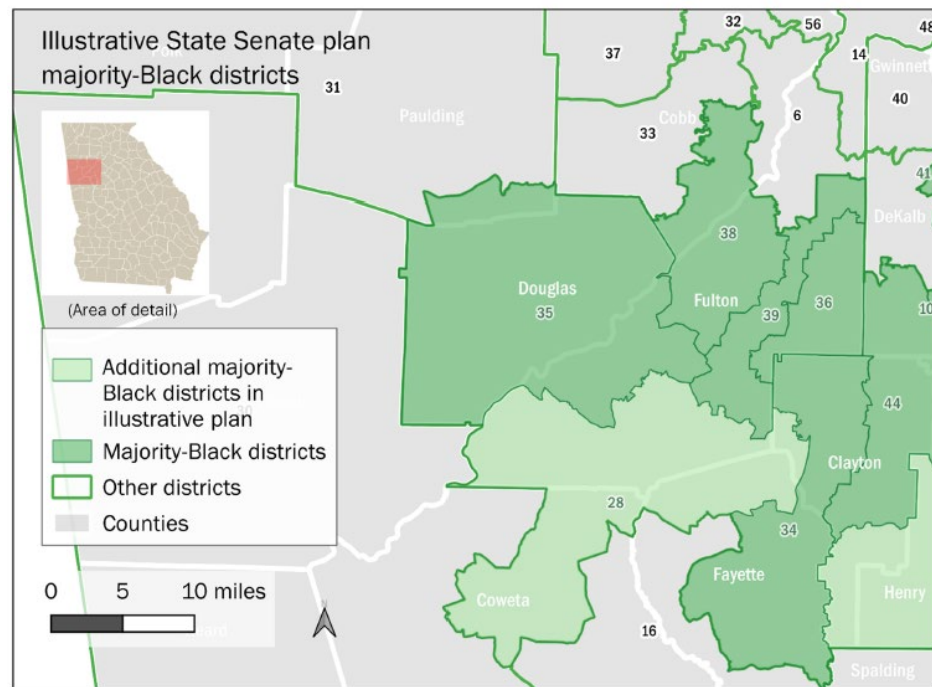 Illustrative State Senate plan
majority-Black districts
32
56
48
37
14
Gwinnett
31
40
Paulding
Cobb
6
33
41
DeKalb
38
(Area of detail)
Douglas
Fulton
35
39
36
10
Additional majority-
Black districts in
illustrative plan
30
44
Majority-Black districts
Clayton
Other districts
28
Counties
34
0 5 10 miles
Fayette
Henry
N
Coweta
16
Spalding